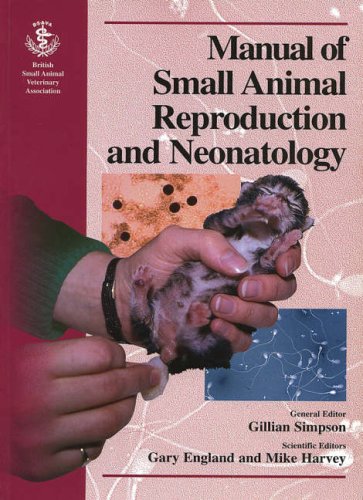 BSAVA
British
Small Animal
Veterinary
Association
Manual of
Small Animal
Reproduction
and Neonatology
General Editor
Gillian Simpson
Scientific Editors
Gary England and Mike Harvey